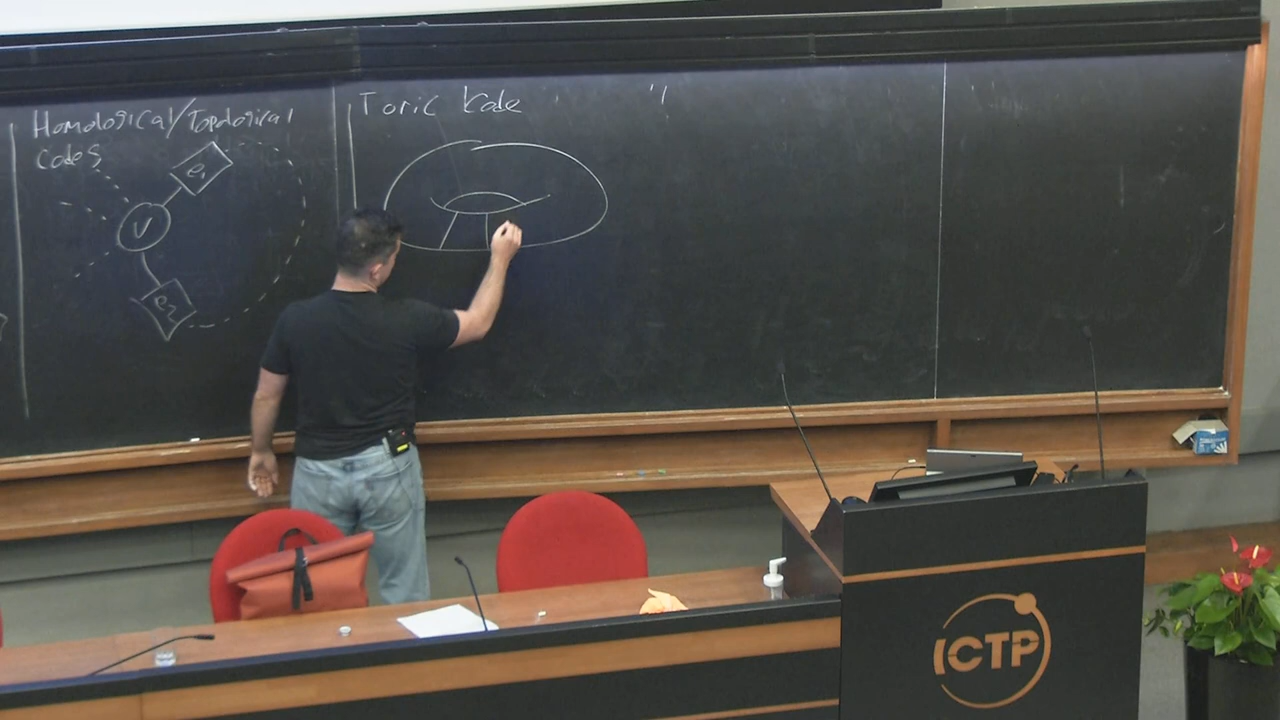 Homological/Topological
Codes
e₁
V
e₂
Toric Code
ICTP